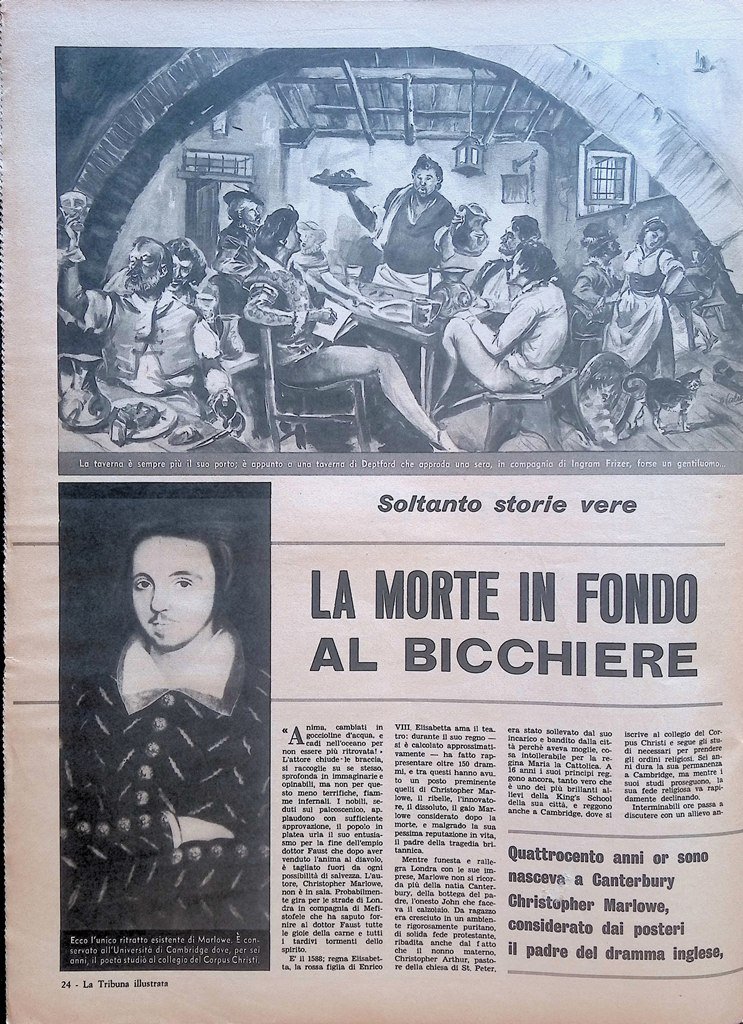 La taverna è sempre più il suo porto; è appunto a una taverna di Deptford che approda una sera, in compagnia di Ingram Frizer, forse un gentiluomo...
Soltanto storie vere
LA MORTE IN FONDO
AL BICCHIERE
Ecco l'unico ritratto esistente di Marlowe. È con-
servato all'Università di Cambridge dove, per sei
anni, il poeta studiò al collegio del Corpus Christi.
«Anima, cambiati in
goccioline d'acqua, e
cadi nell'oceano per
non essere più ritrovata!»
L'attore chiude le braccia,
si raccoglie su se stesso,
sprofonda in immaginarie e
opinabili, ma non per que-
sto meno terrifiche, fiam-
me infernali. I nobili, se-
duti sul palcoscenico, ap-
plaudono con sufficiente
approvazione, il popolo in
platea urla il suo entusia-
smo per la fine dell'empio
dottor Faust che dopo aver
venduto l'anima al diavolo,
è tagliato fuori da ogni
possibilità di salvezza. L'au-
tore, Christopher Marlowe,
non è in sala. Probabilmen-
te gira per le strade di Lon-
dra in compagnia di Mefi-
stofele che ha saputo for-
nire al dottor Faust tutte
le gioie della carne e tutti
i tardivi tormenti dello
spirito.
E' il 1588; regna Elisabet-
ta, la rossa figlia di Enrico
VIII. Elisabetta ama il tea-
tro: durante il suo regno —
si è calcolato approssimati-
vamente — ha fatto rap-
presentare oltre 150 dram-
mi, e tra questi hanno avu-
to un posto preminente
quelli di Christopher Mar-
lowe, il ribelle, l'innovato-
re, il dissoluto, il gaio Mar-
lowe considerato dopo la
morte, e malgrado la sua
pessima reputazione in vita,
il padre della tragedia bri-
tannica.
Mentre funesta e ralle-
gra Londra con le sue im-
prese, Marlowe non si ricor-
da più della natia Canter-
bury, della bottega del pa-
dre, l'onesto John che face-
va il calzolaio. Da ragazzo
era cresciuto in un ambien-
te rigorosamente puritano,
di solida fede protestante,
ribadita anche dal fatto
che il nonno materno,
Christopher Arthur, pasto-
re della chiesa di St. Peter,
era stato sollevato dal suo
incarico e bandito dalla cit-
tà perchè aveva moglie, co-
sa intollerabile per la re-
gina Maria la Cattolica. A
16 anni i suoi principi reg-
gono ancora, tanto vero che
è uno dei più brillanti al-
lievi della King's School
della sua città, e reggono
anche a Cambridge, dove si
iscrive al collegio del Cor-
pus Christi e segue gli stu-
di necessari per prendere
gli ordini religiosi. Sei an-
ni dura la sua permanenza
a Cambridge, ma mentre i
suoi studi proseguono, la
sua fede religiosa va rapi-
damente declinando.
Interminabili ore passa a
discutere con un allievo an-
Quattrocento anni or sono
nasceva a Canterbury
Christopher Marlowe,
considerato dai posteri
il padre del dramma inglese,
24 - La Tribuna illustrata